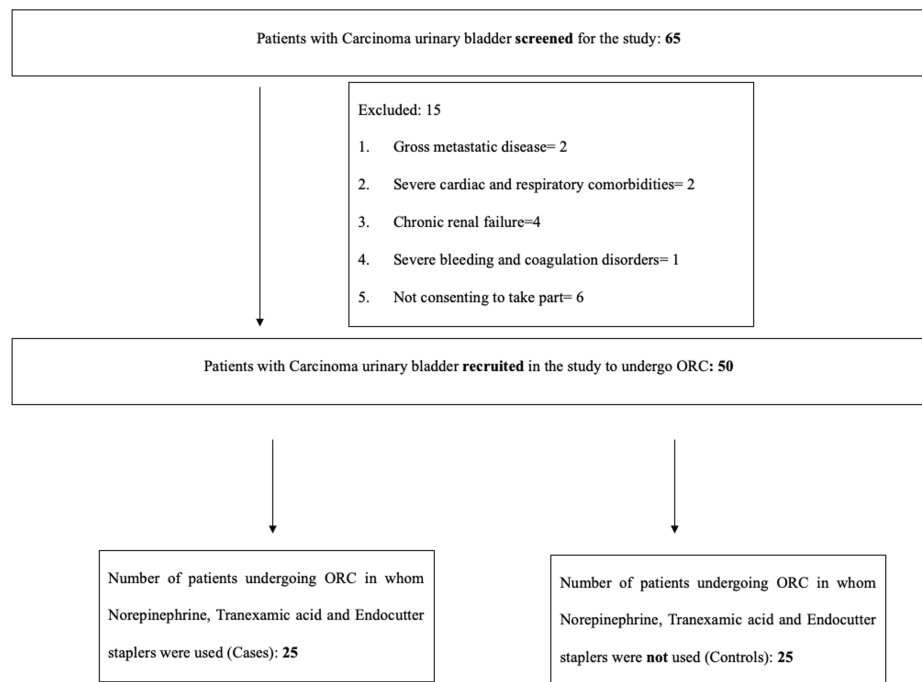 Patients with Carcinoma urinary bladder screened for the study: 65
Excluded: 15
1. Gross metastatic disease= 2
2. Severe cardiac and respiratory comorbidities= 2
3. Chronic renal failure=4
4. Severe bleeding and coagulation disorders= 1
5. Not consenting to take part= 6
Patients with Carcinoma urinary bladder recruited in the study to undergo ORC: 50
Number of patients undergoing ORC in whom
Norepinephrine, Tranexamic acid and Endocutter
staplers were used (Cases): 25
Number of patients undergoing ORC in whom
Norepinephrine, Tranexamic acid and Endocutter
staplers were not used (Controls): 25